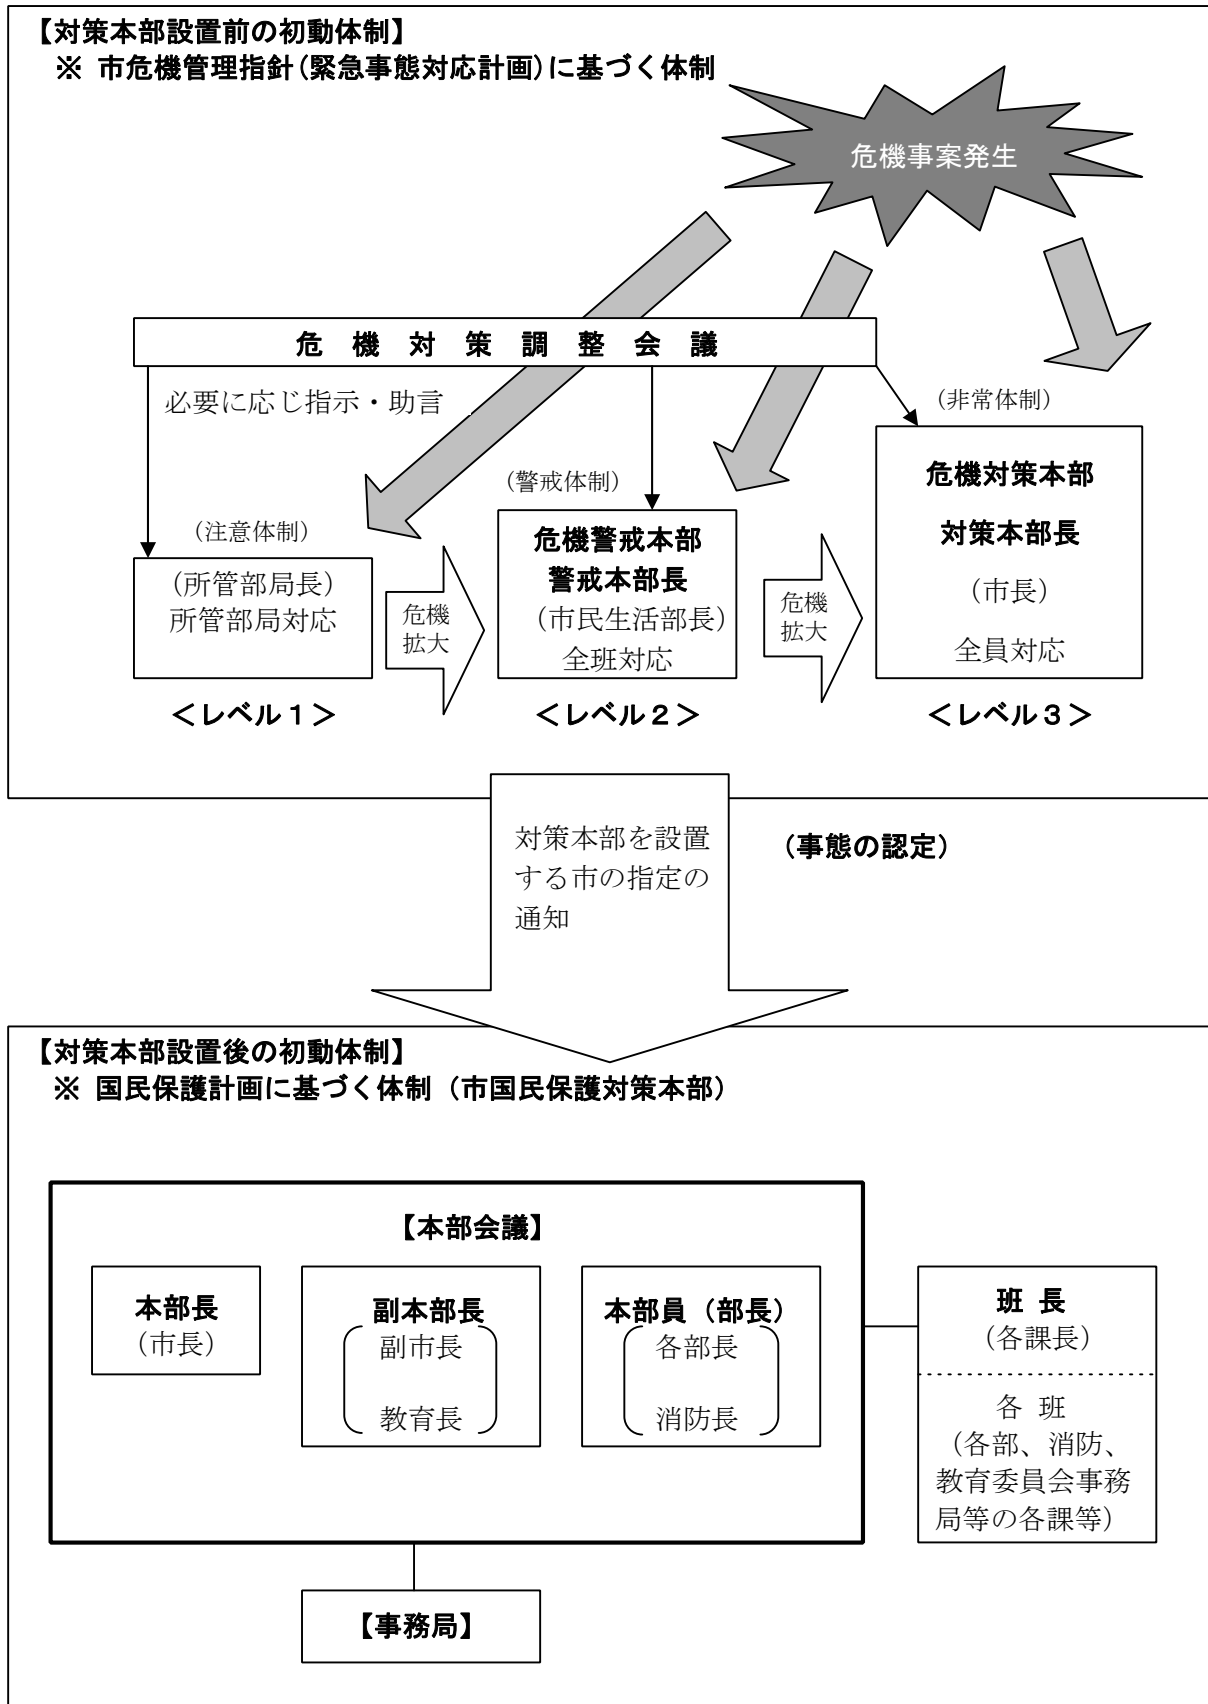 【対策本部設置前の初動体制】
※ 市危機管理指針(緊急事態対応計画)に基づく体制
危機事案発生
危 機 対 策 調 整 会 議
必要に応じ指示・助言
(注意体制)
(所管部局長)
所管部局対応
<レベル1>
危機
拡大
(警戒体制)
危機警戒本部
警戒本部長
(市民生活部長)
全班対応
<レベル2>
危機
拡大
(非常体制)
危機対策本部
対策本部長
(市長)
全員対応
<レベル3>
対策本部を設置
する市の指定の
通知
(事態の認定)
【対策本部設置後の初動体制】
※ 国民保護計画に基づく体制(市国民保護対策本部)
【本部会議】
本部長
(市長)
副本部長
副市長
教育長
本部員(部長)
各部長
消防長
班 長
(各課長)
各 班
(各部、消防、
教育委員会事務
局等の各課等)
【事務局】